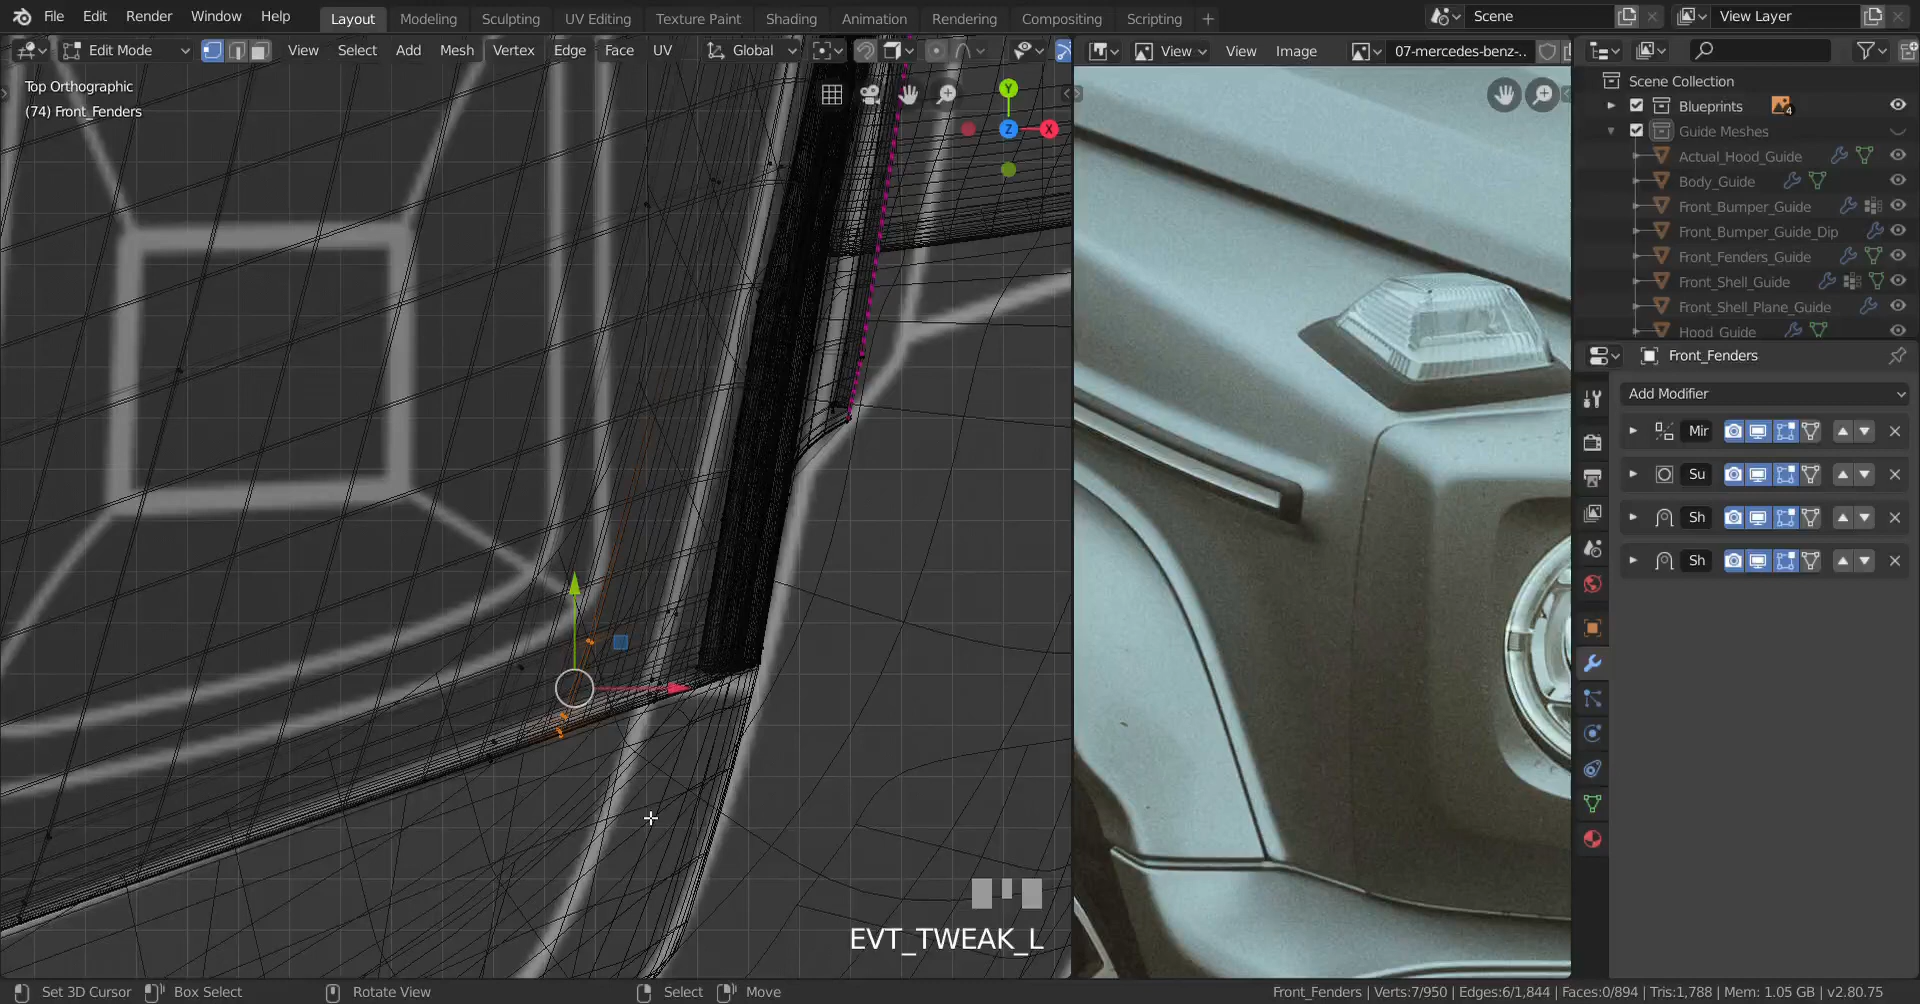 File Edit Render Window Help Layout Modeling Sculpting UV Editing Texture Paint Shading Animation Rendering Compositing Scripting + Scene View Layer
Edit Mode View Select Add Mesh Vertex Edge Face UV Global View View Image 07-mercedes-benz-..
Top Orthographic
(74) Front_Fenders
Y
Z X
Scene Collection
Blueprints 4
Guide Meshes
Actual_Hood_Guide
Body_Guide
Front_Bumper_Guide
Front_Bumper_Guide_Dip
Front_Fenders_Guide
Front_Shell_Guide
Front_Shell_Plane_Guide
Hood_Guide
Front_Fenders
Add Modifier
Mir
Su
Sh
Sh
EVT_TWEAK_L
Set 3D Cursor Box Select Rotate View Select Move Front_Fenders | Verts:7/950 | Edges:6/1,844 | Faces:0/894 | Tris:1,788 | Mem: 1.05 GB | v2.80.75